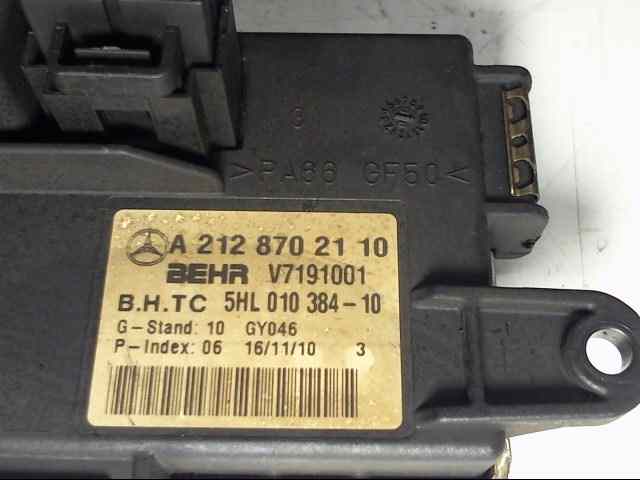 3
>PA66 GF50<
A 212 870 21 10
BEHR V7191001
B.H.TC 5HL 010 384-10
G-Stand: 10 GY046
P-Index: 06 16/11/10 3